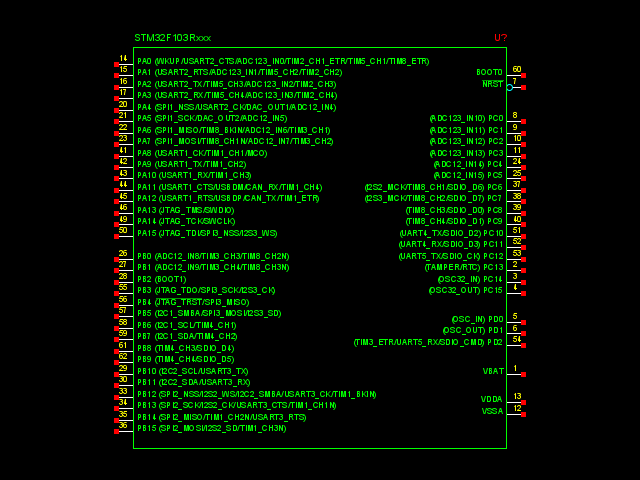 STM32F103Rxxx U?
14 PA0 (WKUP/USART2_CTS/ADC123_IN0/TIM2_CH1_ETR/TIM5_CH1/TIM8_ETR)
15 PA1 (USART2_RTS/ADC123_IN1/TIM5_CH2/TIM2_CH2) BOOT0 60
16 PA2 (USART2_TX/TIM5_CH3/ADC123_IN2/TIM2_CH3) NRST 7
17 PA3 (USART2_RX/TIM5_CH4/ADC123_IN3/TIM2_CH4)
20 PA4 (SPI1_NSS/USART2_CK/DAC_OUT1/ADC12_IN4)
21 PA5 (SPI1_SCK/DAC_OUT2/ADC12_IN5) (ADC123_IN10) PC0 8
22 PA6 (SPI1_MISO/TIM8_BKIN/ADC12_IN6/TIM3_CH1) (ADC123_IN11) PC1 9
23 PA7 (SPI1_MOSI/TIM8_CH1N/ADC12_IN7/TIM3_CH2) (ADC123_IN12) PC2 10
41 PA8 (USART1_CK/TIM1_CH1/MCO) (ADC123_IN13) PC3 11
42 PA9 (USART1_TX/TIM1_CH2) (ADC12_IN14) PC4 24
43 PA10 (USART1_RX/TIM1_CH3) (ADC12_IN15) PC5 25
44 PA11 (USART1_CTS/USBDM/CAN_RX/TIM1_CH4) (I2S2_MCK/TIM8_CH1/SDIO_D6) PC6 37
45 PA12 (USART1_RTS/USBDP/CAN_TX/TIM1_ETR) (I2S3_MCK/TIM8_CH2/SDIO_D7) PC7 38
46 PA13 (JTAG_TMS/SWDIO) (TIM8_CH3/SDIO_D0) PC8 39
49 PA14 (JTAG_TCK/SWCLK) (TIM8_CH4/SDIO_D1) PC9 40
50 PA15 (JTAG_TDI/SPI3_NSS/I2S3_WS) (UART4_TX/SDIO_D2) PC10 51
(UART4_RX/SDIO_D3) PC11 52
26 PB0 (ADC12_IN8/TIM3_CH3/TIM8_CH2N) (UART5_TX/SDIO_CK) PC12 53
27 PB1 (ADC12_IN9/TIM3_CH4/TIM8_CH3N) (TAMPER/RTC) PC13 2
28 PB2 (BOOT1) (OSC32_IN) PC14 3
55 PB3 (JTAG_TDO/SPI3_SCK/I2S3_CK) (OSC32_OUT) PC15 4
56 PB4 (JTAG_TRST/SPI3_MISO)
57 PB5 (I2C1_SMBA/SPI3_MOSI/I2S3_SD)
58 PB6 (I2C1_SCL/TIM4_CH1) (OSC_IN) PD0 5
59 PB7 (I2C1_SDA/TIM4_CH2) (OSC_OUT) PD1 6
61 PB8 (TIM4_CH3/SDIO_D4) (TIM3_ETR/UART5_RX/SDIO_CMD) PD2 54
62 PB9 (TIM4_CH4/SDIO_D5)
29 PB10 (I2C2_SCL/USART3_TX) VBAT 1
30 PB11 (I2C2_SDA/USART3_RX)
33 PB12 (SPI2_NSS/I2S2_WS/I2C2_SMBA/USART3_CK/TIM1_BKIN)
34 PB13 (SPI2_SCK/I2S2_CK/USART3_CTS/TIM1_CH1N) VDDA 13
35 PB14 (SPI2_MISO/TIM1_CH2N/USART3_RTS) VSSA 12
36 PB15 (SPI2_MOSI/I2S2_SD/TIM1_CH3N)